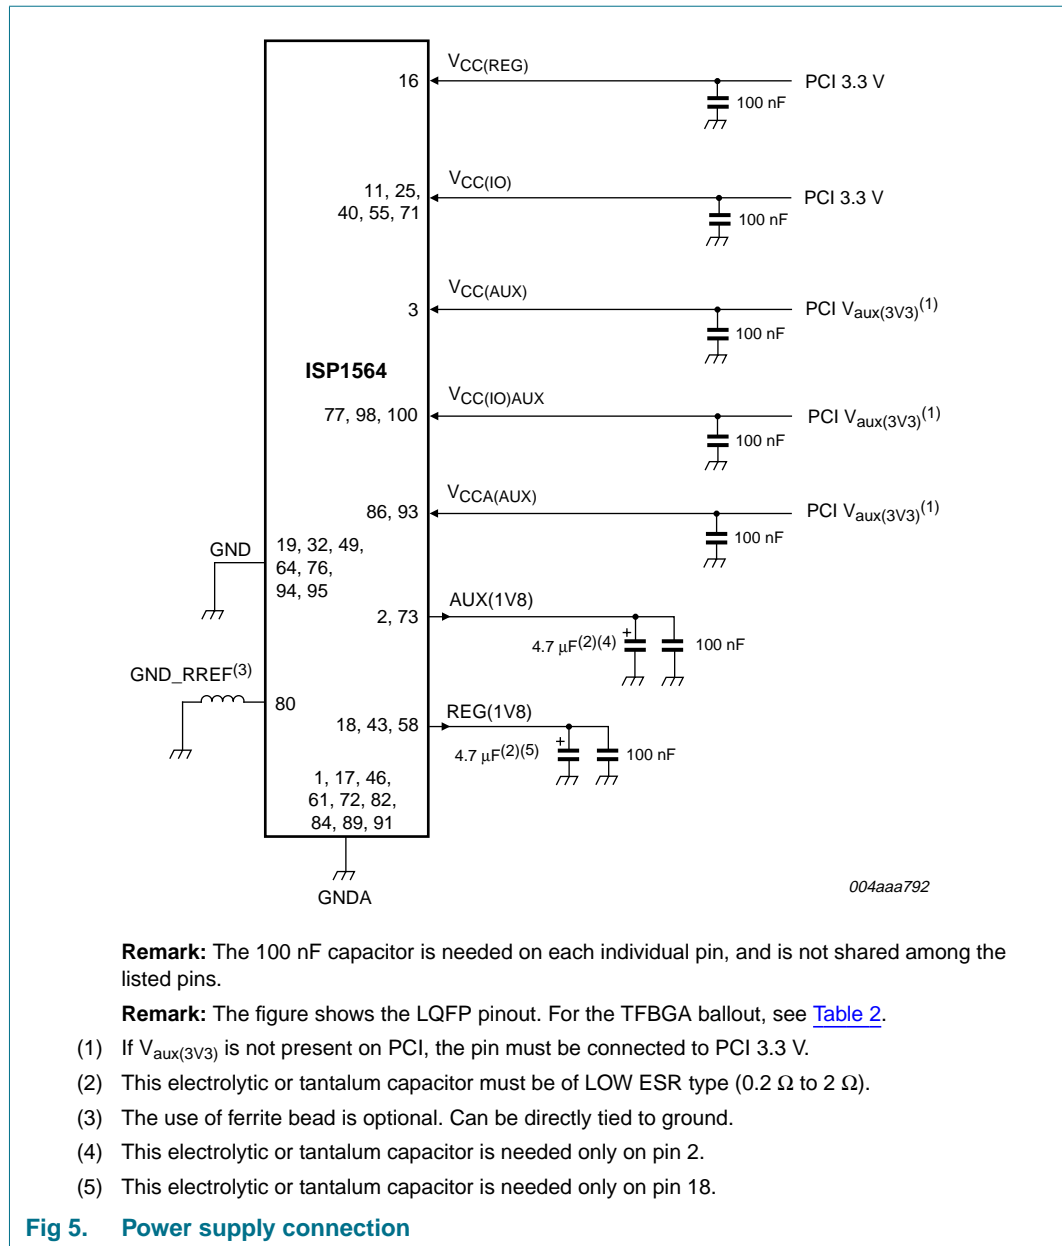 VCC(REG)
16
PCI 3.3 V
100 nF
VCC(IO)
11, 25,
40, 55, 71
PCI 3.3 V
100 nF
VCC(AUX)
3
PCI Vaux(3V3)(1)
100 nF
ISP1564
VCC(IO)AUX
77, 98, 100
PCI Vaux(3V3)(1)
100 nF
VCCA(AUX)
86, 93
PCI Vaux(3V3)(1)
100 nF
GND
19, 32, 49,
64, 76,
94, 95
AUX(1V8)
2, 73
+
4.7 μF(2)(4)
100 nF
GND_RREF(3)
80
REG(1V8)
18, 43, 58
+
4.7 μF(2)(5)
100 nF
1, 17, 46,
61, 72, 82,
84, 89, 91
GNDA
004aaa792
Remark: The 100 nF capacitor is needed on each individual pin, and is not shared among the
listed pins.
Remark: The figure shows the LQFP pinout. For the TFBGA ballout, see Table 2.
(1) If Vaux(3V3) is not present on PCI, the pin must be connected to PCI 3.3 V.
(2) This electrolytic or tantalum capacitor must be of LOW ESR type (0.2 Ω to 2 Ω).
(3) The use of ferrite bead is optional. Can be directly tied to ground.
(4) This electrolytic or tantalum capacitor is needed only on pin 2.
(5) This electrolytic or tantalum capacitor is needed only on pin 18.
Fig 5. Power supply connection